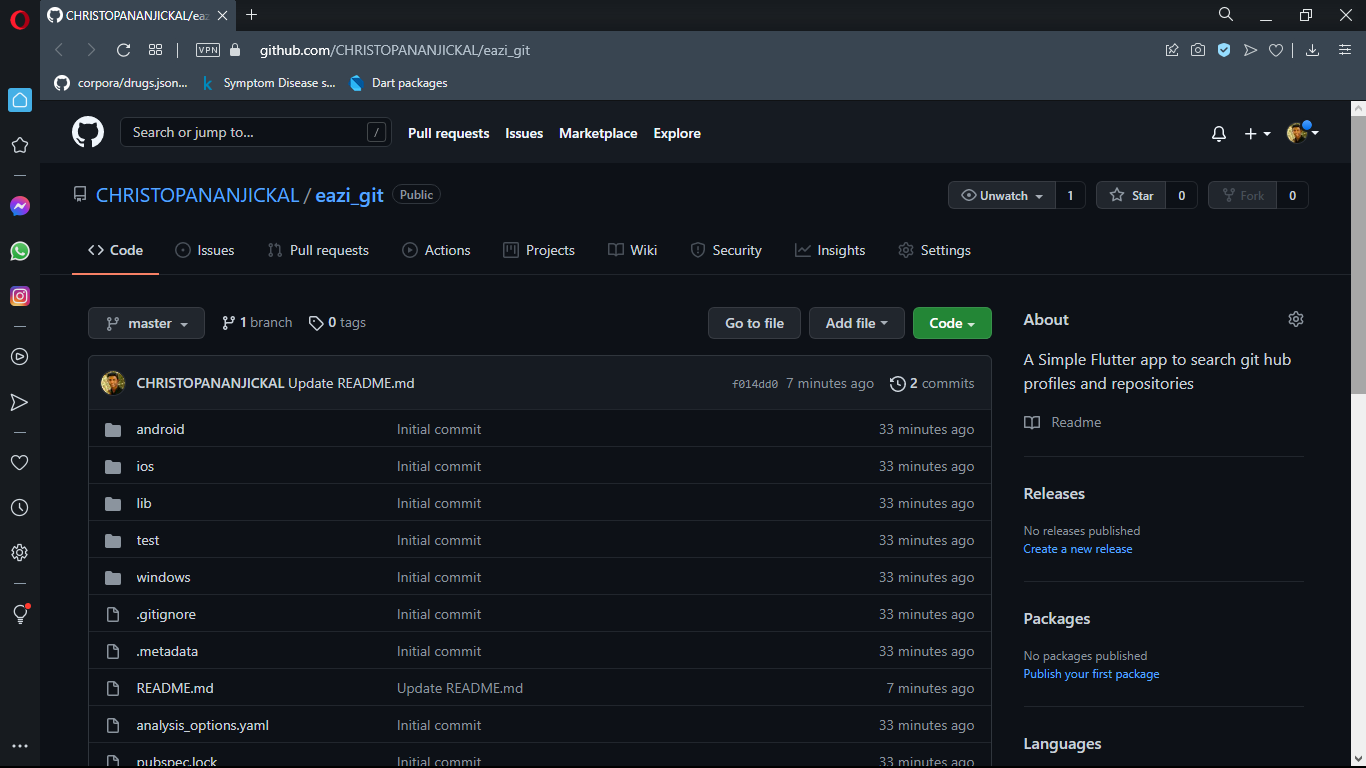 CHRISTOPANANJICKAL/eaz
VPN github.com/CHRISTOPANANJICKAL/eazi_git
corpora/drugs.json... k Symptom Disease s... Dart packages
Search or jump to... / Pull requests Issues Marketplace Explore
CHRISTOPANANJICKAL / eazi_git Public Unwatch 1 Star 0 Fork 0
<> Code Issues Pull requests Actions Projects Wiki Security Insights Settings
master 1 branch 0 tags Go to file Add file Code
CHRISTOPANANJICKAL Update README.md f014dd0 7 minutes ago 2 commits
android Initial commit 33 minutes ago
ios Initial commit 33 minutes ago
lib Initial commit 33 minutes ago
test Initial commit 33 minutes ago
windows Initial commit 33 minutes ago
.gitignore Initial commit 33 minutes ago
.metadata Initial commit 33 minutes ago
README.md Update README.md 7 minutes ago
analysis_options.yaml Initial commit 33 minutes ago
pubspec.lock Initial commit 33 minutes ago
About
A Simple Flutter app to search git hub
profiles and repositories
Readme
Releases
No releases published
Create a new release
Packages
No packages published
Publish your first package
Languages